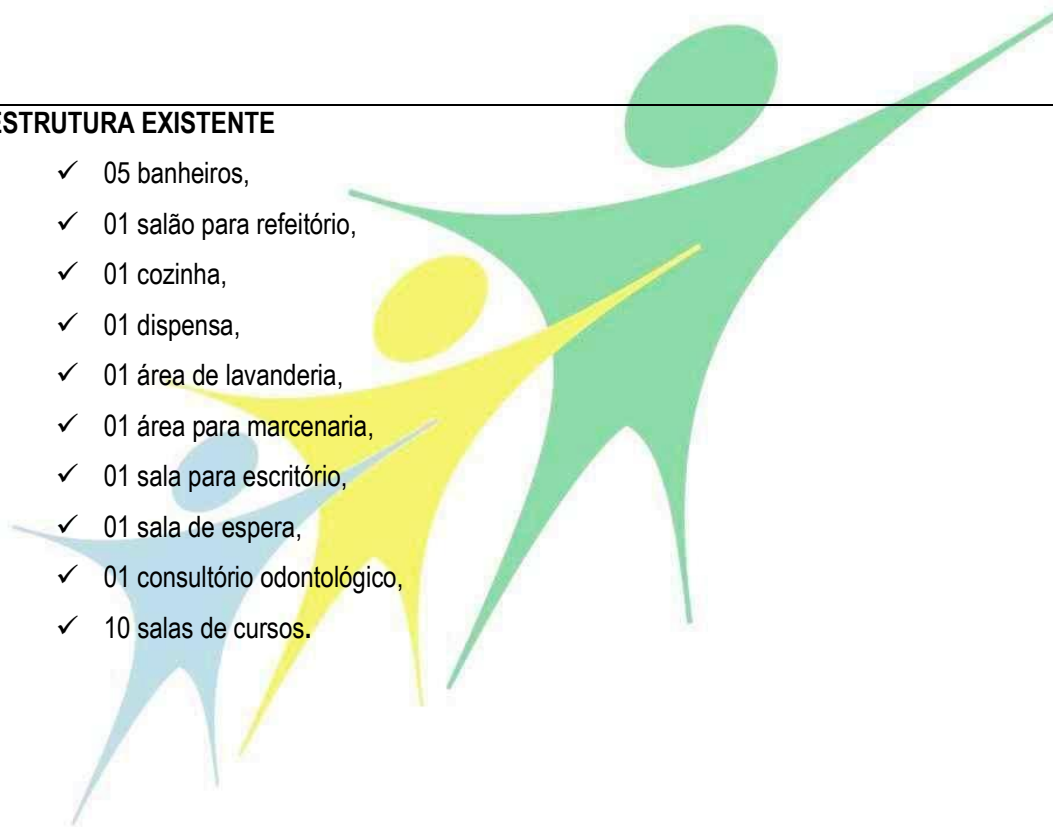 ESTRUTURA EXISTENTE
✓ 05 banheiros,
✓ 01 salão para refeitório,
✓ 01 cozinha,
✓ 01 dispensa,
✓ 01 área de lavanderia,
✓ 01 área para marcenaria,
✓ 01 sala para escritório,
✓ 01 sala de espera,
✓ 01 consultório odontológico,
✓ 10 salas de cursos.